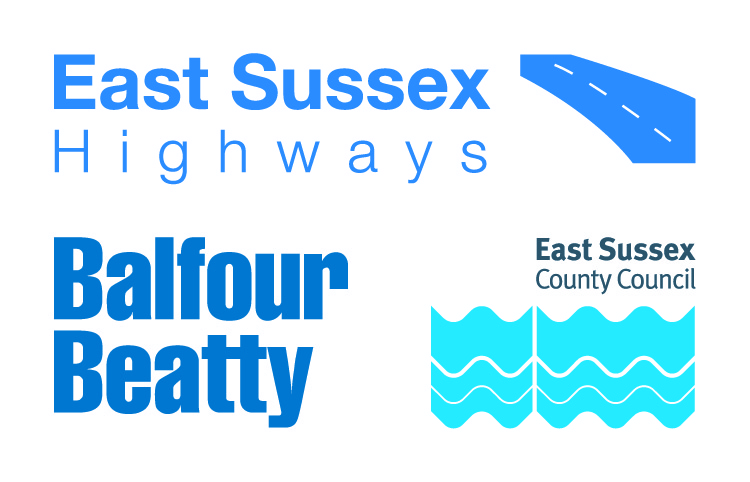 East Sussex
Highways
Balfour
Beatty
East Sussex
County Council